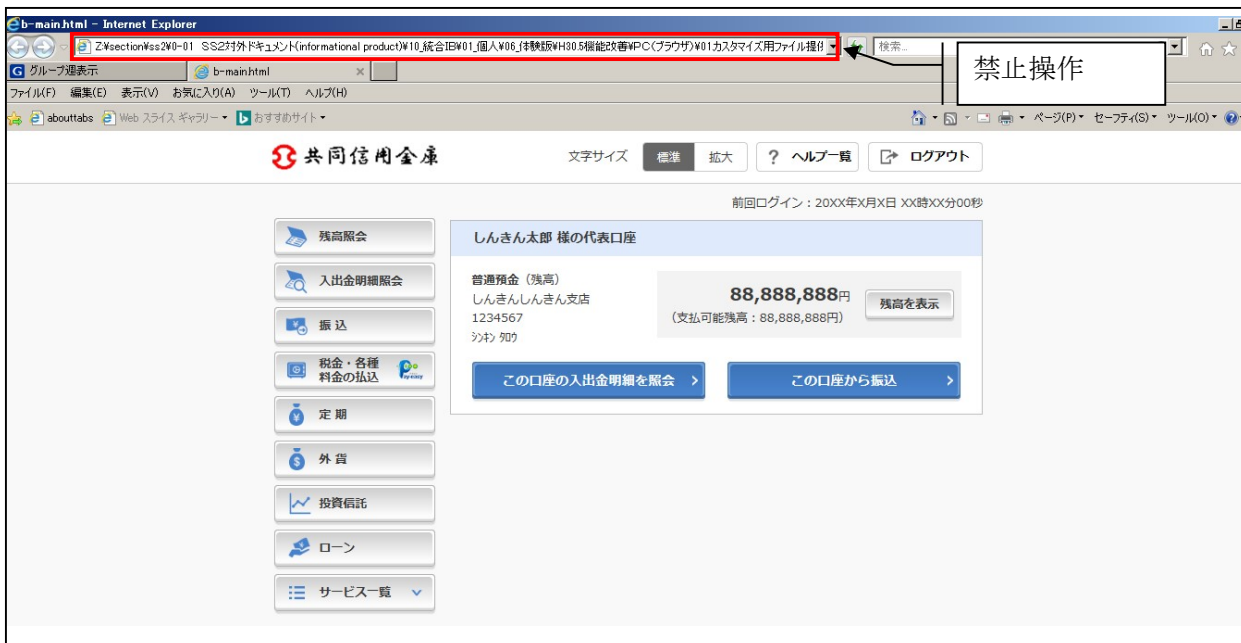 b-main.html - Internet Explorer
Z:¥section¥ss2¥0-01 SS2対外ドキュメント(informational product)¥10_統合IB¥01_個人¥06_体験版¥H30.5機能改善¥PC(ブラウザ)¥01カスタマイズ用ファイル提供
検索...
禁止操作
グループ週表示
b-main.html
ファイル(F) 編集(E) 表示(V) お気に入り(A) ツール(T) ヘルプ(H)
abouttabs Web スライス ギャラリー おすすめサイト ページ(P) セーフティ(S) ツール(O)
共同信用金庫
文字サイズ 標準 拡大 ? ヘルプ一覧 ログアウト
前回ログイン：20XX年X月X日 XX時XX分00秒
残高照会
入出金明細照会
振込
税金・各種
料金の払込
定期
外貨
投資信託
ローン
サービス一覧
しんきん太郎 様の代表口座
普通預金（残高）
しんきんしんきん支店
1234567
ｼﾝｷﾝ ﾀﾛｳ
88,888,888円
（支払可能残高：88,888,888円）
残高を表示
この口座の入出金明細を照会
この口座から振込